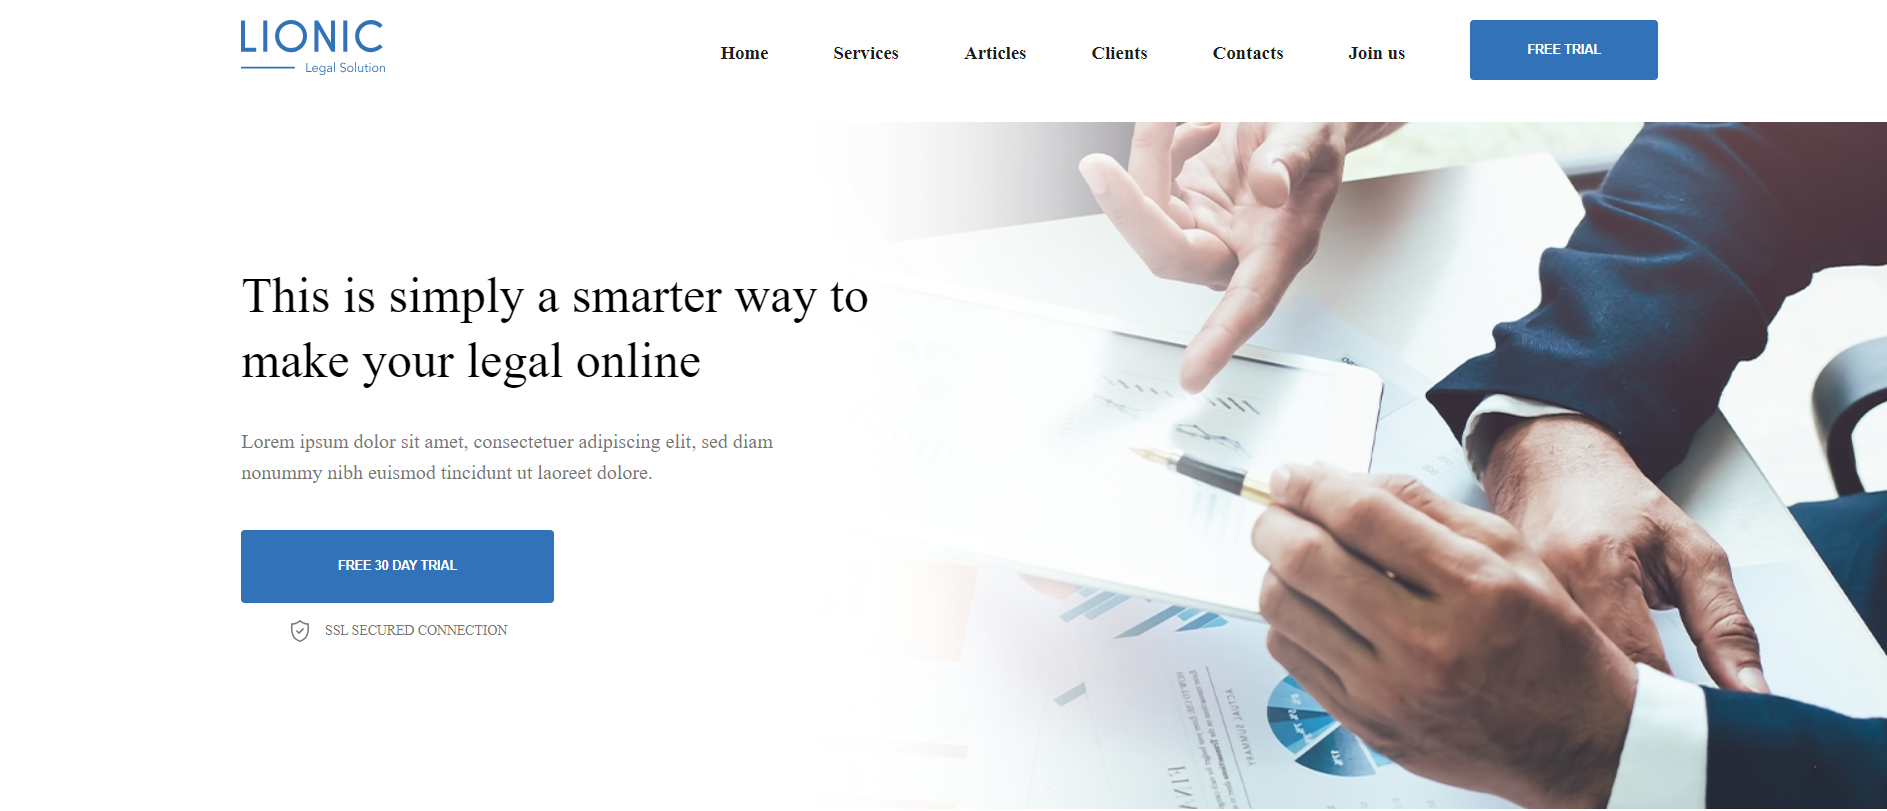 LIONIC
Legal Solution
Home
Services
Articles
Clients
Contacts
Join us
FREE TRIAL
This is simply a smarter way to
make your legal online
Lorem ipsum dolor sit amet, consectetuer adipiscing elit, sed diam
nonummy nibh euismod tincidunt ut laoreet dolore.
FREE 30 DAY TRIAL
SSL SECURED CONNECTION